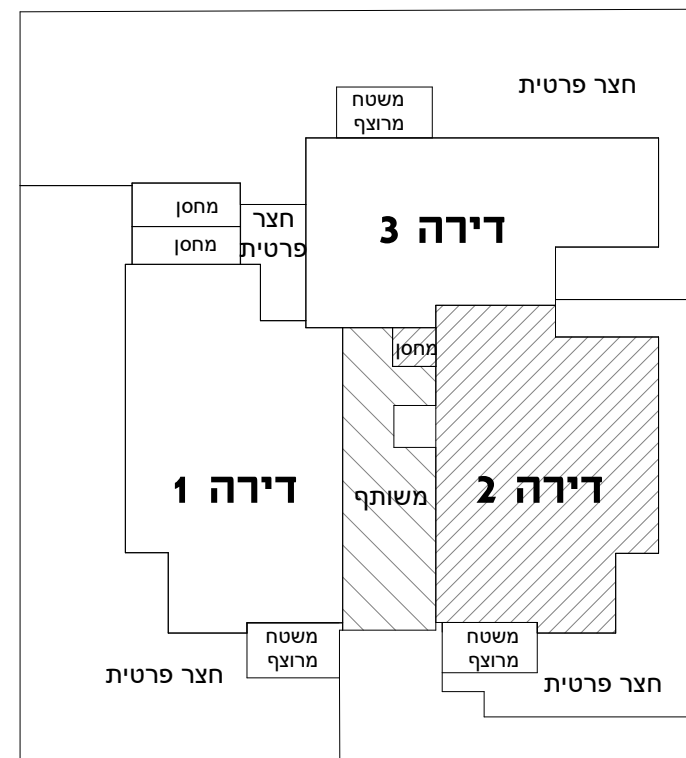 חצר פרטית
משטח
מרוצף
מחסן
מחסן
חצר
פרטית
דירה 3
מחסן
דירה 1
משותף
דירה 2
משטח
מרוצף
משטח
מרוצף
חצר פרטית
חצר פרטית